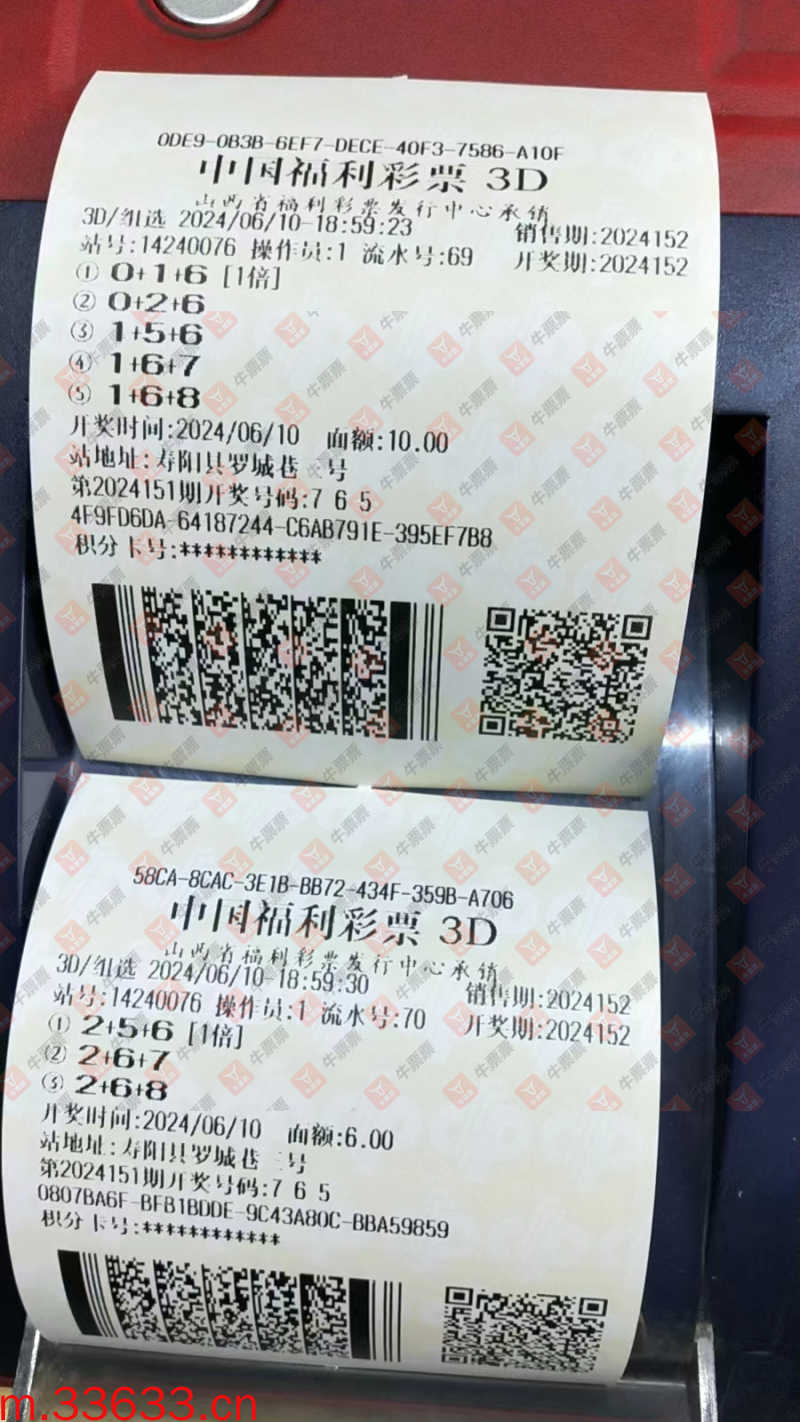 0DE9-0B3B-6EF7-DECE-40F3-7586-A10F
中国福利彩票 3D
山西省福利彩票发行中心承销
3D/组选 2024/06/10-18:59:23 销售期:2024152
站号:14240076 操作员:1 流水号:69 开奖期:2024152
① 0+1+6 [1倍]
② 0+2+6
③ 1+5+6
④ 1+6+7
⑤ 1+6+8
开奖时间:2024/06/10 面额:10.00
站地址:寿阳县罗城巷 号
第2024151期开奖号码:7 6 5
4F9FD6DA-64187244-C6AB791E-395EF7B8
积分卡号:************
58CA-8CAC-3E1B-BB72-434F-359B-A706
中国福利彩票 3D
山西省福利彩票发行中心承销
3D/组选 2024/06/10-18:59:30 销售期:2024152
站号:14240076 操作员:1 流水号:70 开奖期:2024152
① 2+5+6 [1倍]
② 2+6+7
③ 2+6+8
开奖时间:2024/06/10 面额:6.00
站地址:寿阳县罗城巷 号
第2024151期开奖号码:7 6 5
0807BA6F-BFB1BDDE-9C43A80C-BBA59859
积分卡号:************
牛票票
m.33633.cn